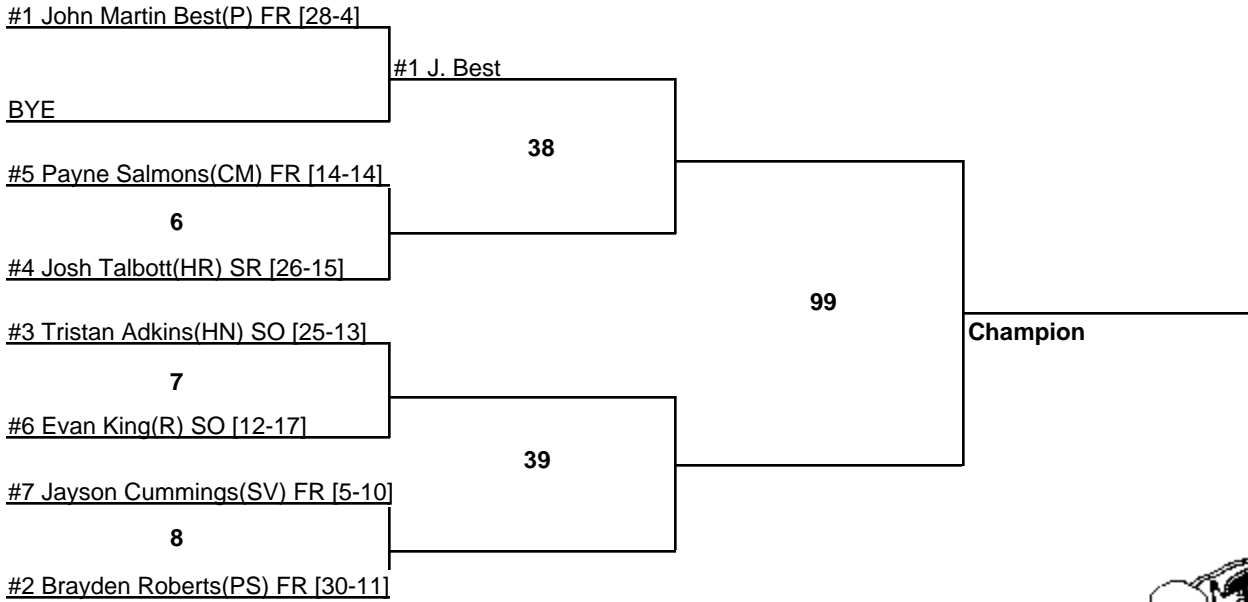 #1 John Martin Best(P) FR [28-4]
#1 J. Best
BYE
38
#5 Payne Salmons(CM) FR [14-14]
6
#4 Josh Talbott(HR) SR [26-15]
99
#3 Tristan Adkins(HN) SO [25-13]
Champion
7
#6 Evan King(R) SO [12-17]
39
#7 Jayson Cummings(SV) FR [5-10]
8
#2 Brayden Roberts(PS) FR [30-11]